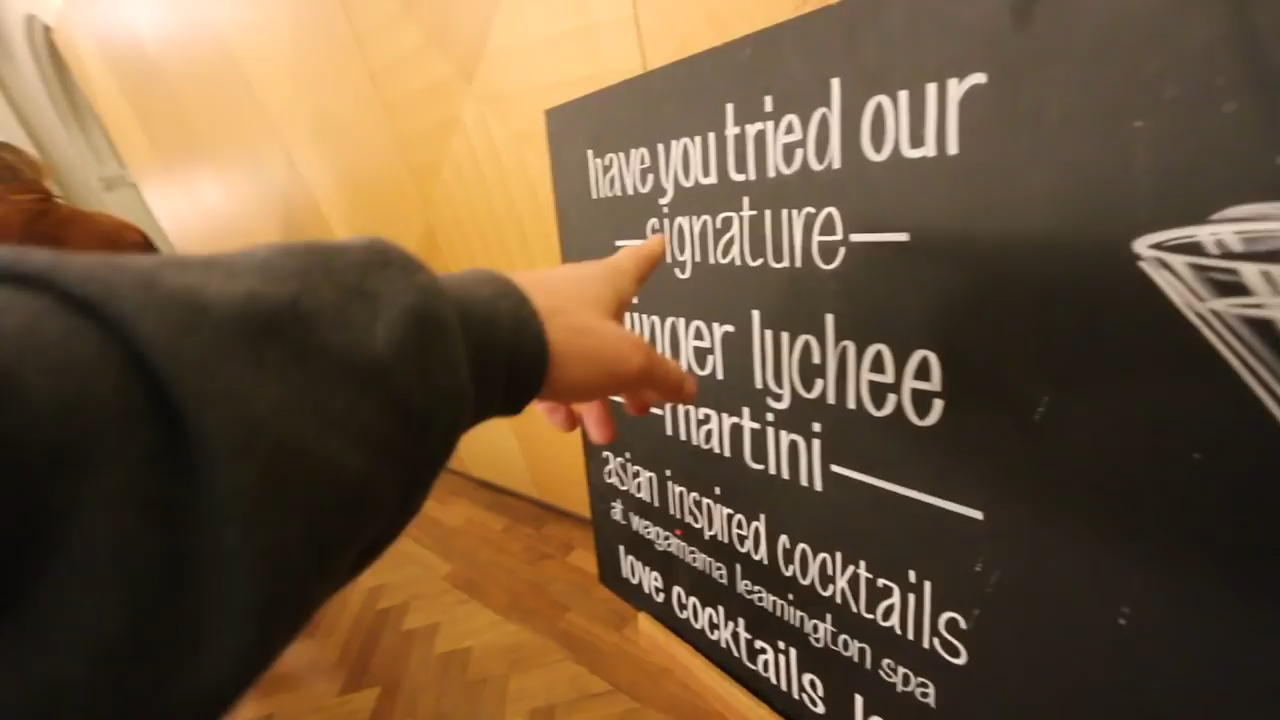 have you tried our
signature
ginger lychee
martini
asian inspired cocktails
at wagamama leamington spa
love cocktails